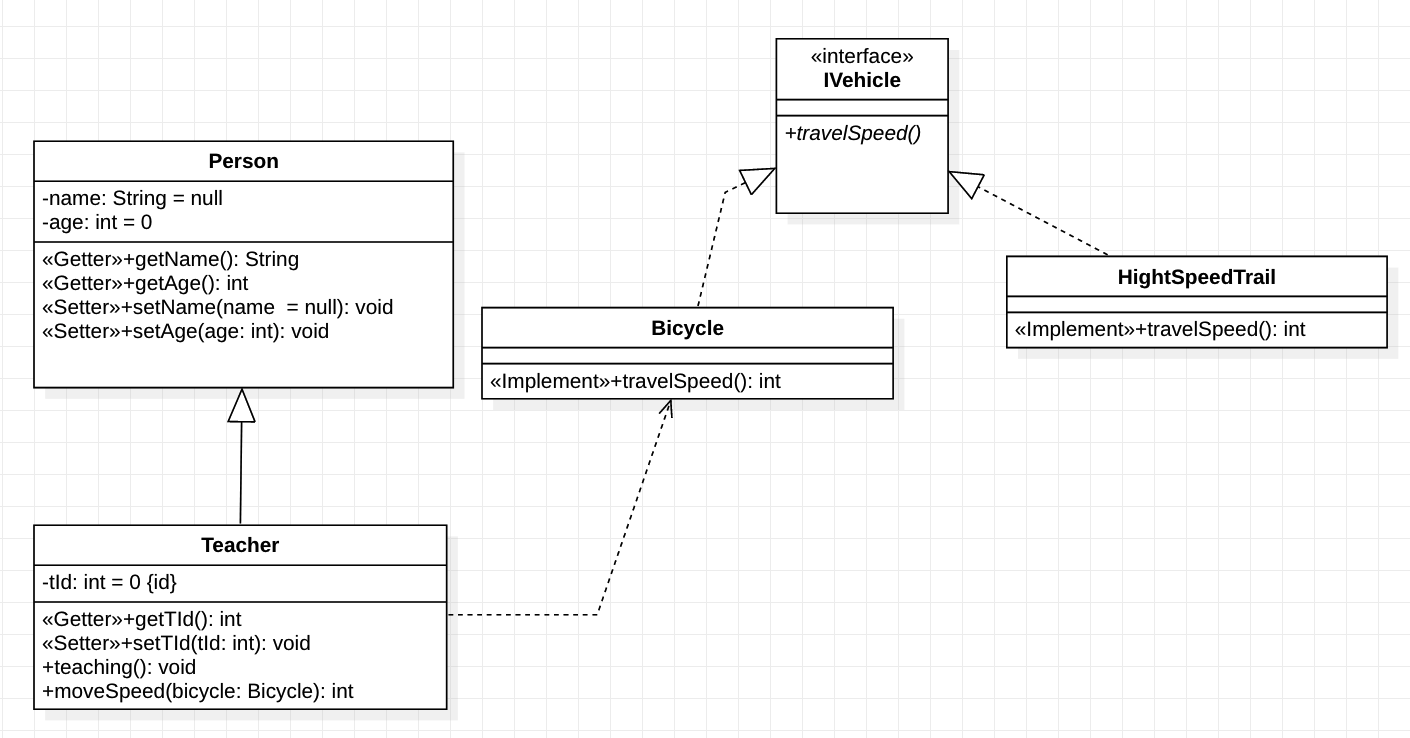 «interface»
IVehicle
+travelSpeed()
Person
-name: String = null
-age: int = 0
«Getter»+getName(): String
«Getter»+getAge(): int
«Setter»+setName(name  = null): void
«Setter»+setAge(age: int): void
HightSpeedTrail
«Implement»+travelSpeed(): int
Bicycle
«Implement»+travelSpeed(): int
Teacher
-tId: int = 0 {id}
«Getter»+getTId(): int
«Setter»+setTId(tId: int): void
+teaching(): void
+moveSpeed(bicycle: Bicycle): int